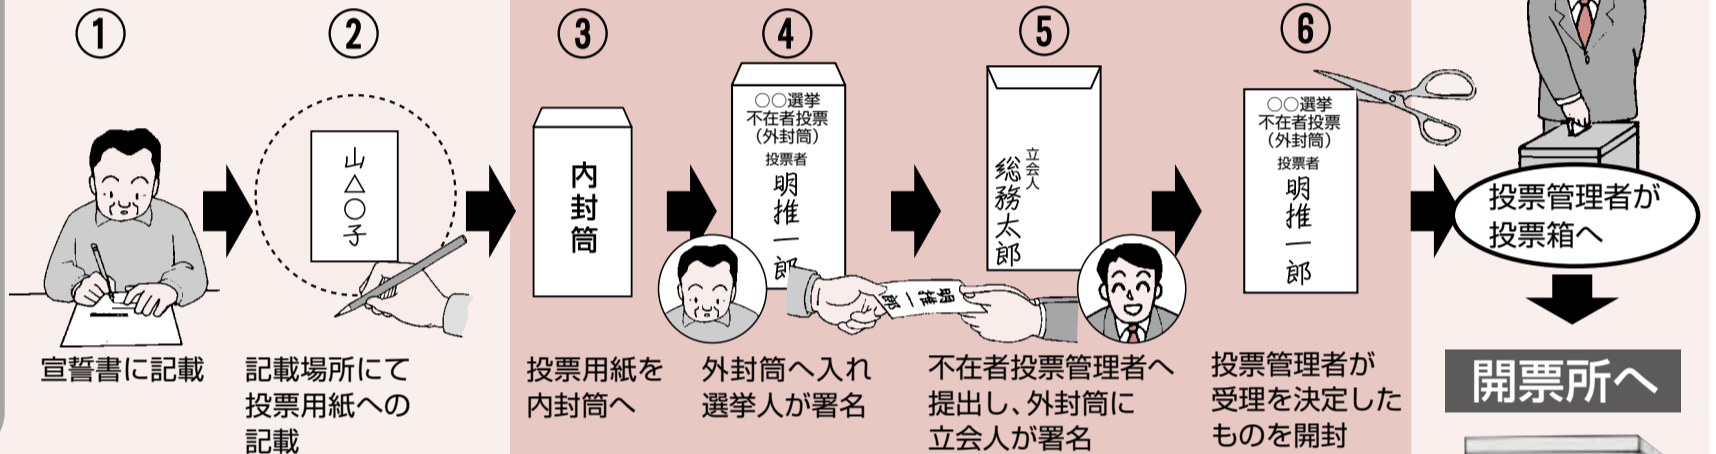 ①
②
③
④
⑤
⑥
山△〇子
内封筒
〇〇選挙
不在者投票
(外封筒)
投票者
明推一郎
明推一郎
立会人
総務太郎
〇〇選挙
不在者投票
(外封筒)
投票者
明推一郎
投票管理者が
投票箱へ
宣誓書に記載
記載場所にて
投票用紙への
記載
投票用紙を
内封筒へ
外封筒へ入れ
選挙人が署名
不在者投票管理者へ
提出し、外封筒に
立会人が署名
投票管理者が
受理を決定した
ものを開封
開票所へ